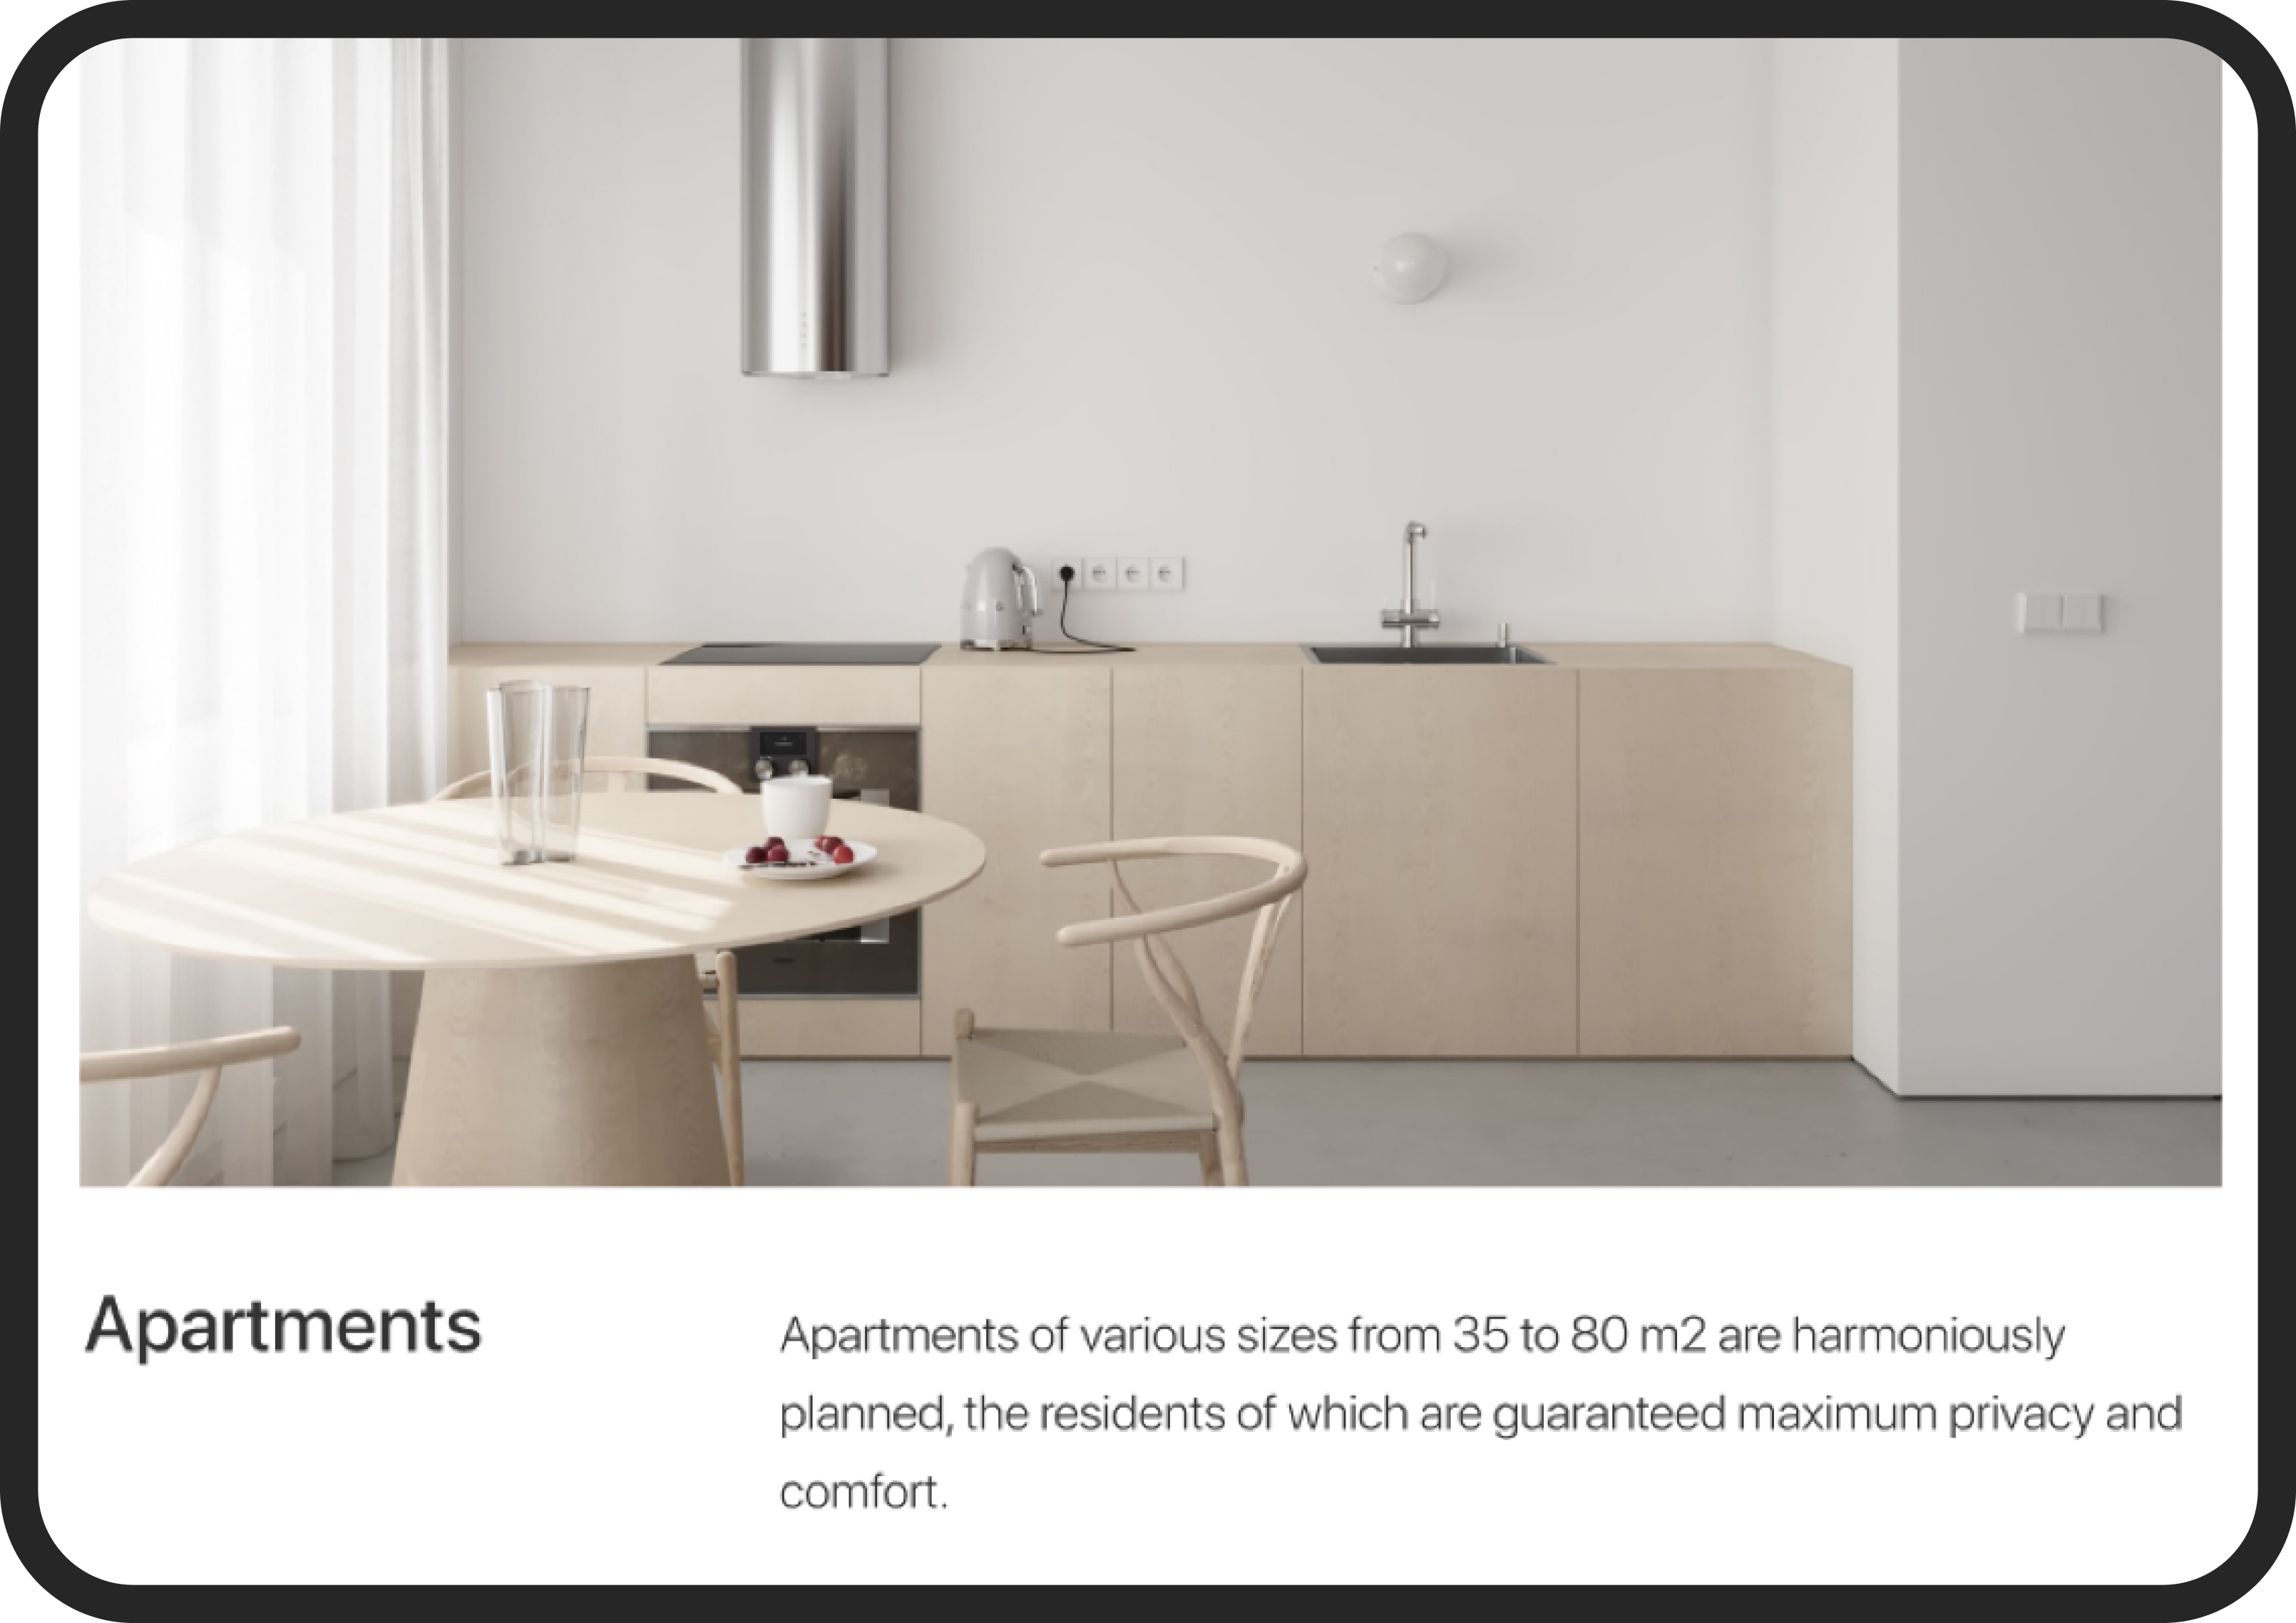 Apartments
Apartments of various sizes from 35 to 80 m2 are harmoniously
planned, the residents of which are guaranteed maximum privacy and
comfort.